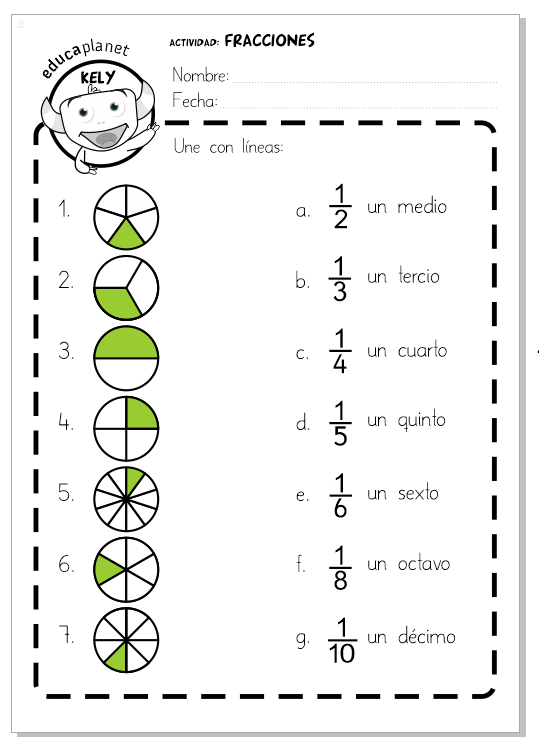 educaplanet
KELY
ACTIVIDAD: FRACCIONES
Nombre:
Fecha:
Une con líneas:
1. a. 1/2 un medio
2. b. 1/3 un tercio
3. c. 1/4 un cuarto
4. d. 1/5 un quinto
5. e. 1/6 un sexto
6. f. 1/8 un octavo
7. g. 1/10 un décimo